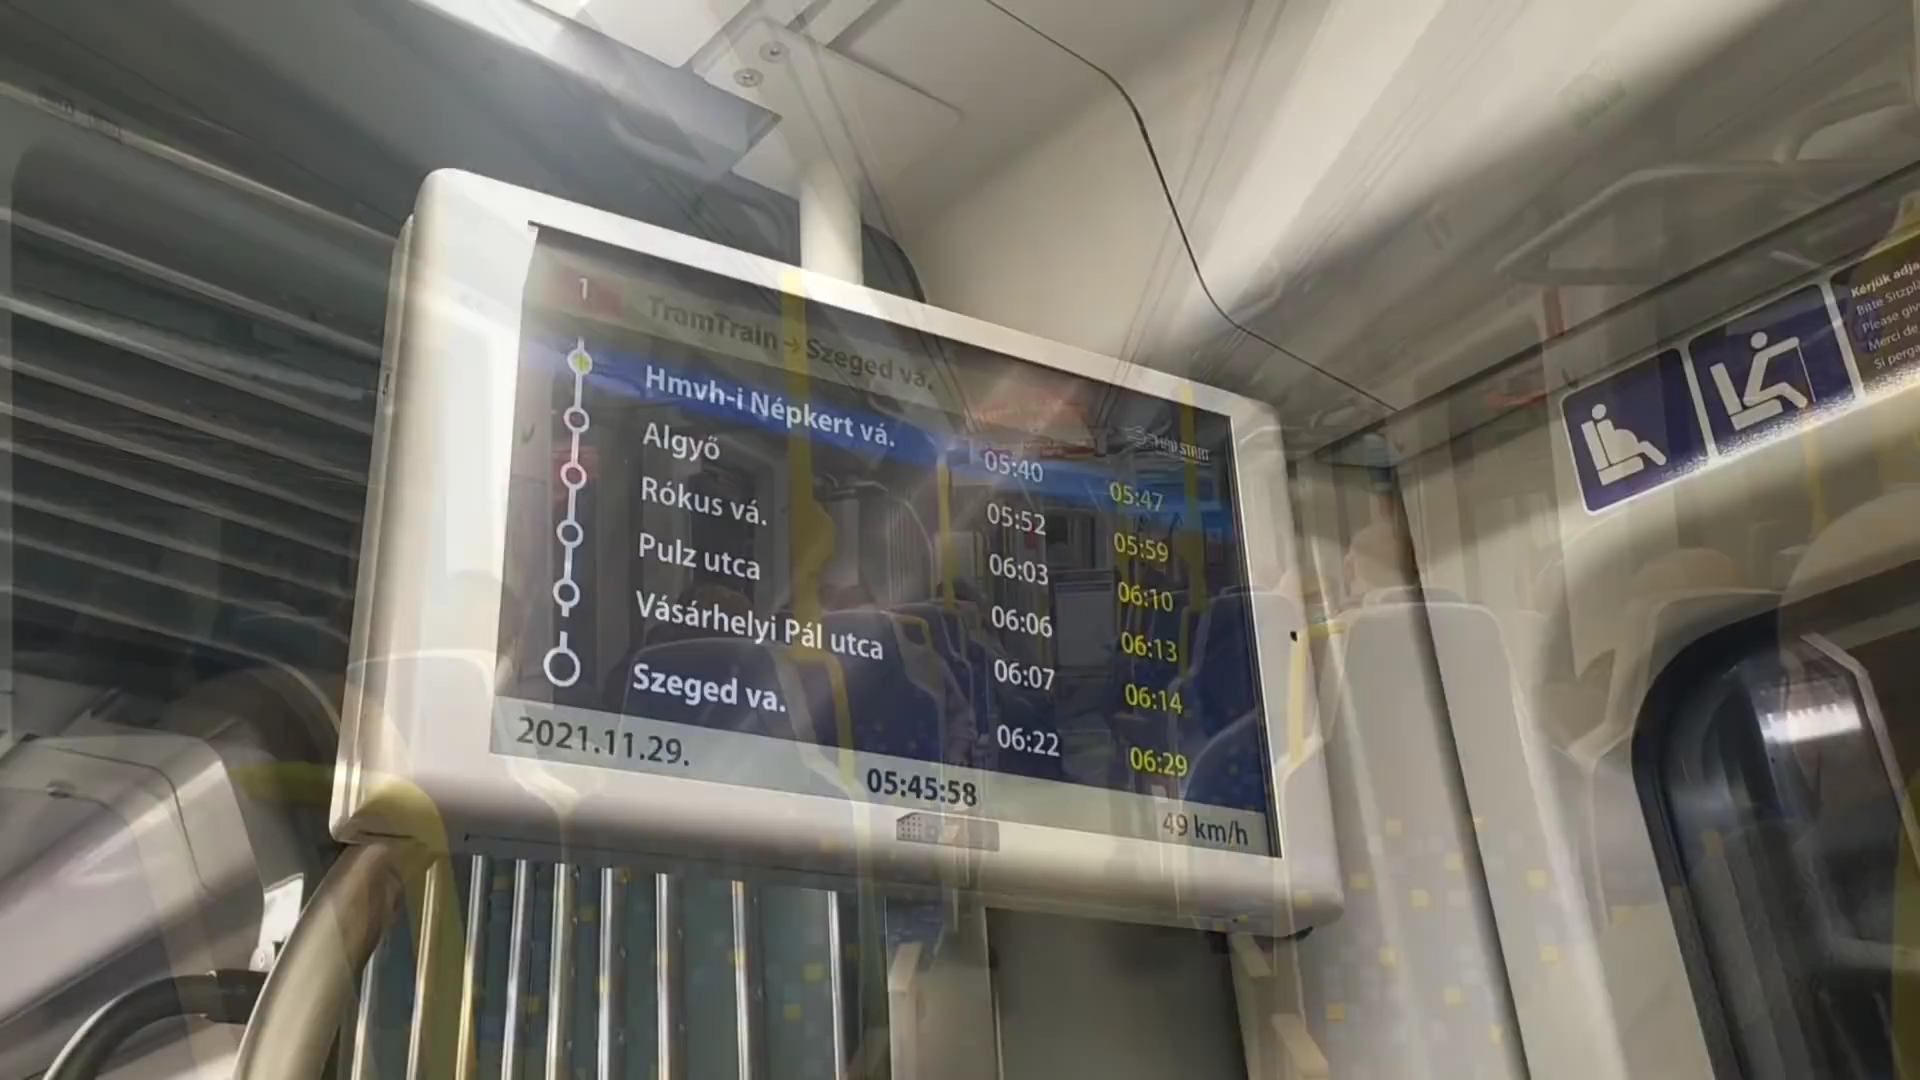 1
TramTrain → Szeged vá.
Hmvh-i Népkert vá. 05:40 05:47
Algyő 05:52 05:59
Rókus vá. 06:03 06:10
Pulz utca 06:06 06:13
Vásárhelyi Pál utca 06:07 06:14
Szeged va. 06:22 06:29
2021.11.29. 05:45:58 49 km/h
Kérjük adja
Bitte Sitzpl
Please giv
Merci de
Si perga